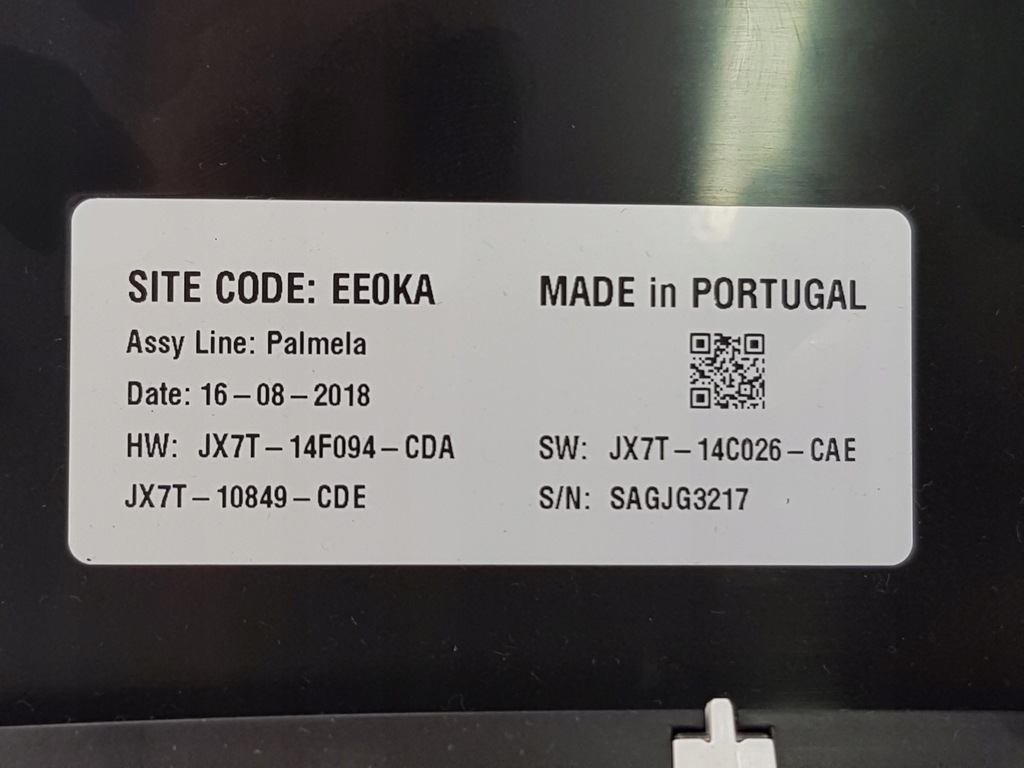 SITE CODE: EE0KA
MADE in PORTUGAL
Assy Line: Palmela
Date: 16-08-2018
HW: JX7T-14F094-CDA
SW: JX7T-14C026-CAE
JX7T-10849-CDE
S/N: SAGJG3217